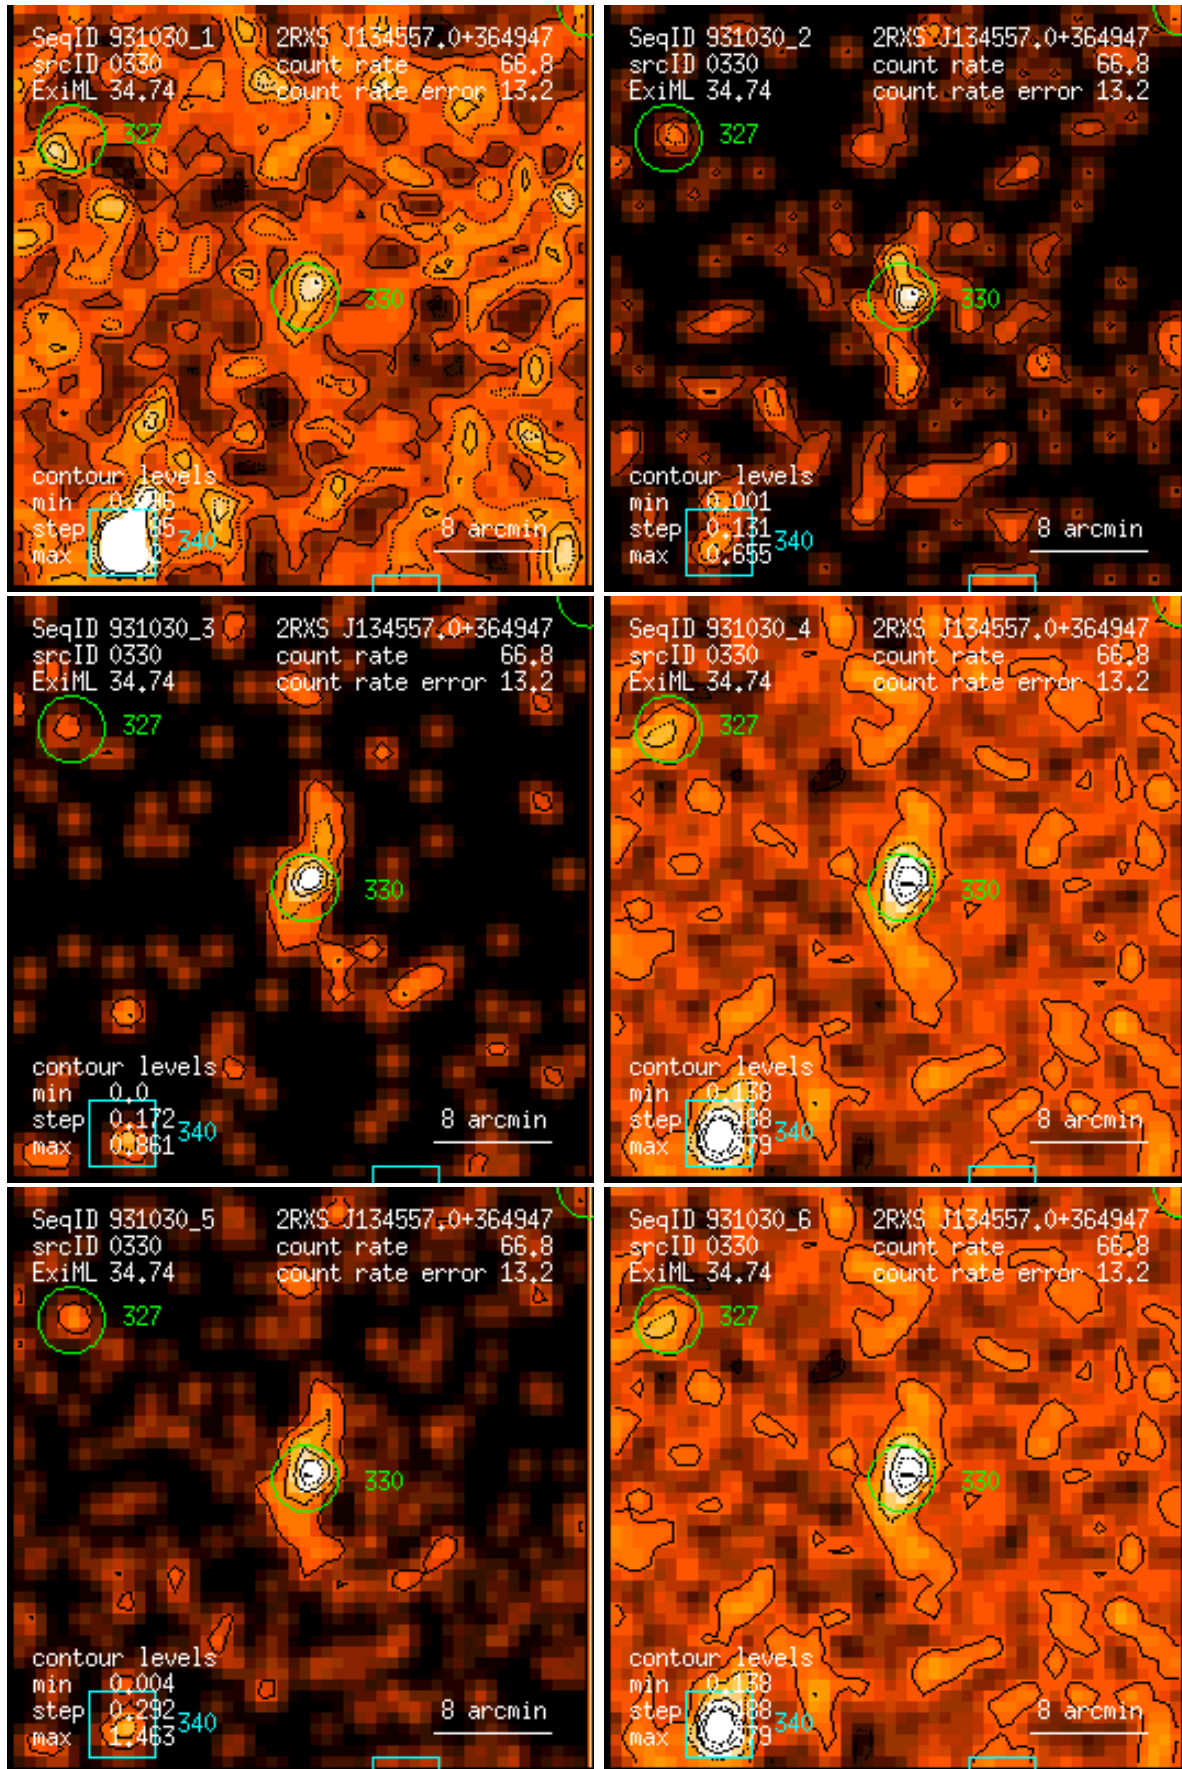 SeqID 931030_1 2RXS J134557.0+364947
srcID 0330 count rate 66.8
ExiML 34.74 count rate error 13.2
327
330
contour levels
min
step 8 arcmin
340
max
SeqID 931030_2 2RXS J134557.0+364947
srcID 0330 count rate 66.8
ExiML 34.74 count rate error 13.2
327
330
contour levels
min 0.001
step 0.131 8 arcmin
340
max 0.655
SeqID 931030_3 2RXS J134557.0+364947
srcID 0330 count rate 66.8
ExiML 34.74 count rate error 13.2
327
330
contour levels
min 0.0
step 0.172 8 arcmin
340
max 0.861
SeqID 931030_4 2RXS J134557.0+364947
srcID 0330 count rate 66.8
ExiML 34.74 count rate error 13.2
327
330
contour levels
min 0.138
step 8 arcmin
340
max
SeqID 931030_5 2RXS J134557.0+364947
srcID 0330 count rate 66.8
ExiML 34.74 count rate error 13.2
327
330
contour levels
min 0.004
step 0.292 8 arcmin
340
max 1.463
SeqID 931030_6 2RXS J134557.0+364947
srcID 0330 count rate 66.8
ExiML 34.74 count rate error 13.2
327
330
contour levels
min 0.138
step 8 arcmin
340
max